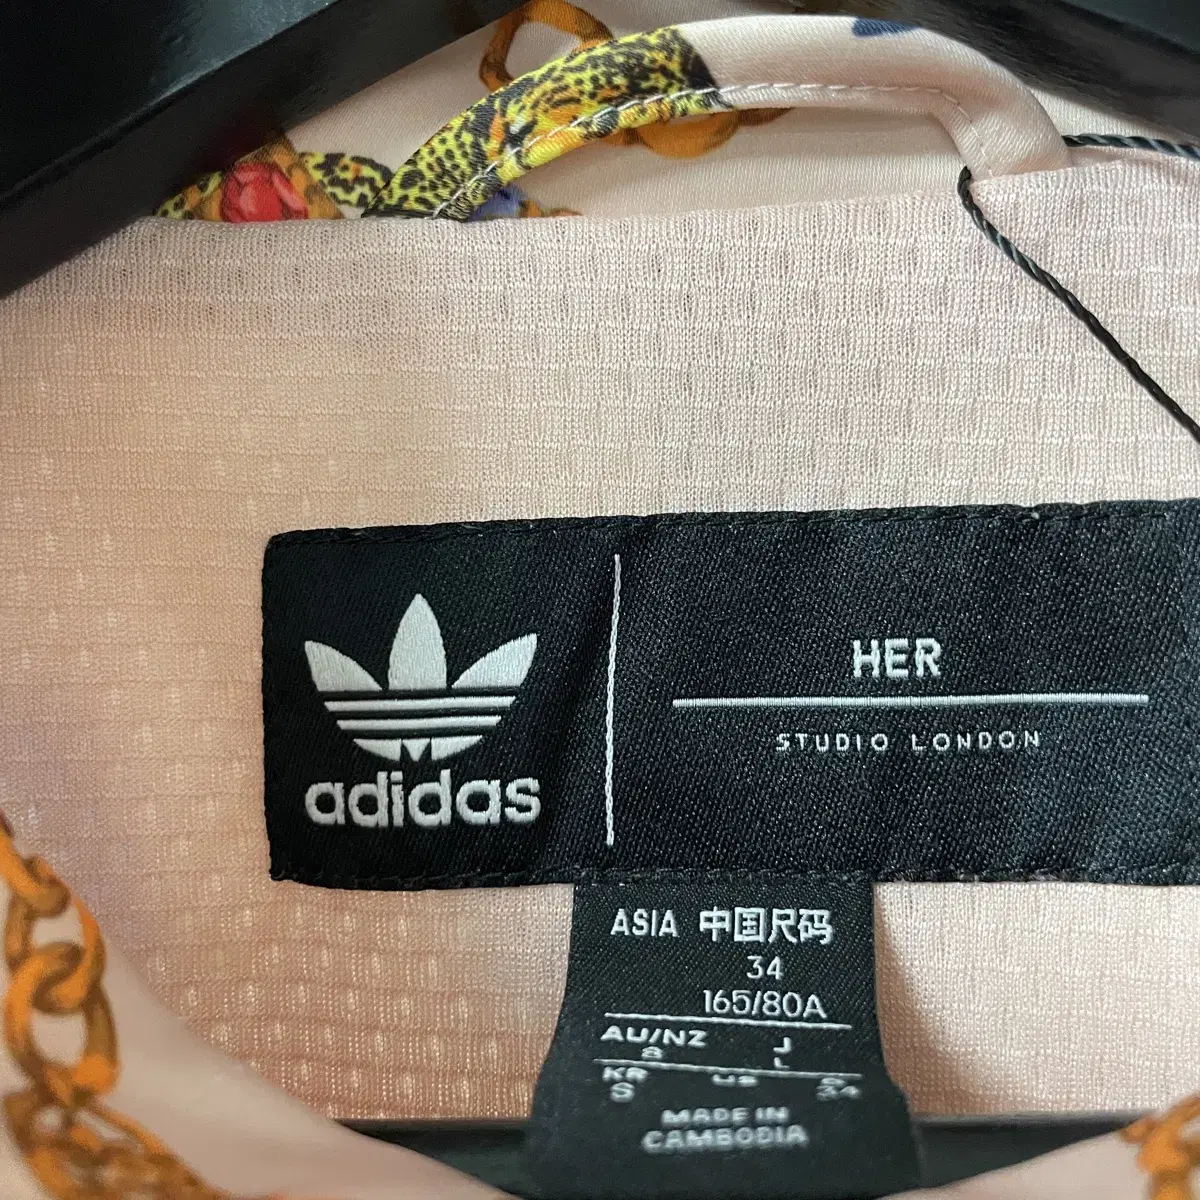 adidas
HER
STUDIO LONDON
ASIA 中国尺码
34
165/80A
AU/NZ J
8 L
KR US D
S 34
MADE IN
CAMBODIA